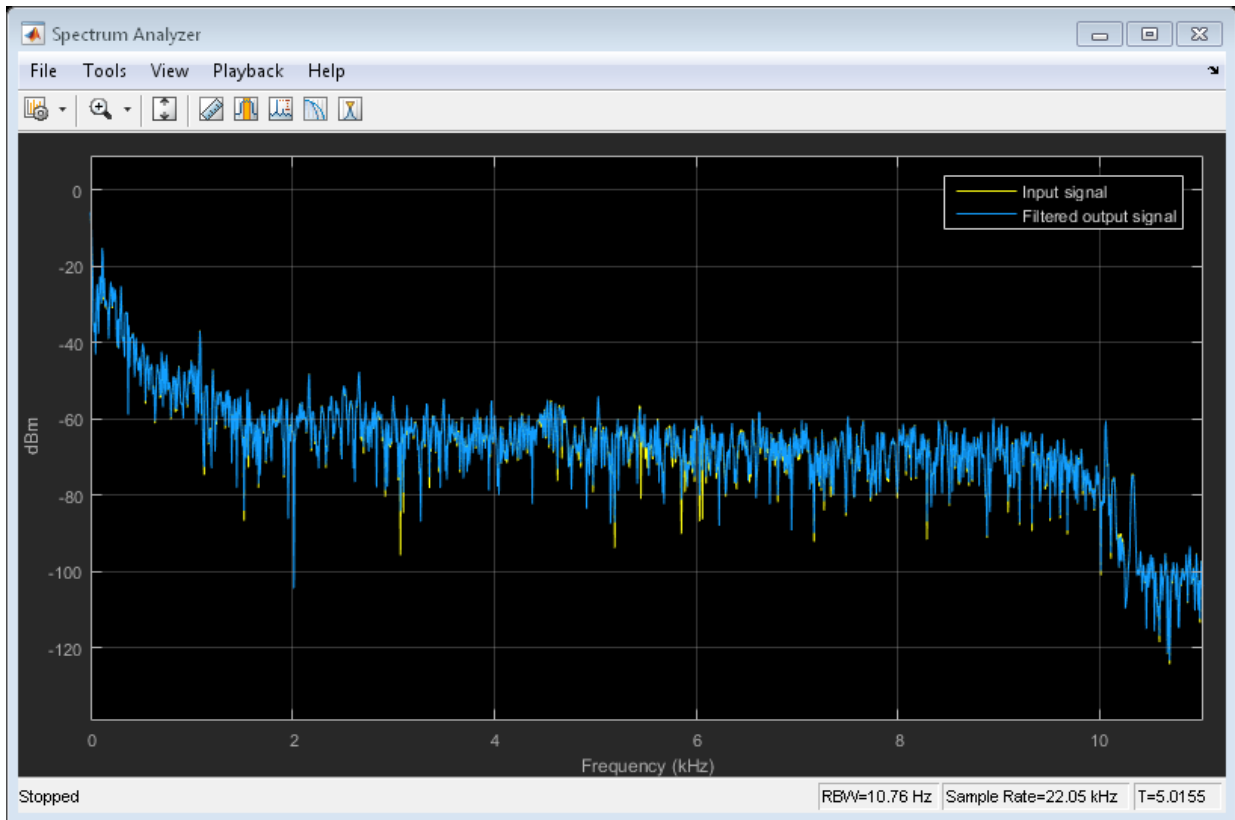 Spectrum Analyzer
File Tools View Playback Help
Input signal
Filtered output signal
0
-20
-40
-60
-80
-100
-120
dBm
0 2 4 6 8 10
Frequency (kHz)
Stopped RBW=10.76 Hz Sample Rate=22.05 kHz T=5.0155